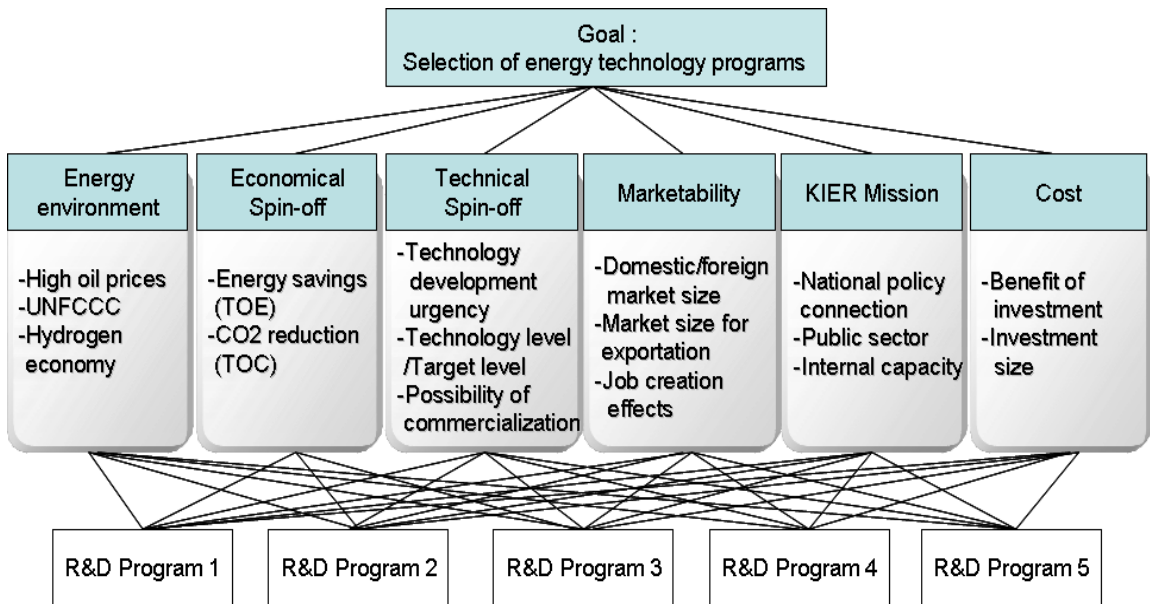 Goal :
Selection of energy technology programs
Energy
environment
-High oil prices
-UNFCCC
-Hydrogen
economy
Economical
Spin-off
-Energy savings
(TOE)
-CO2 reduction
(TOC)
Technical
Spin-off
-Technology
development
urgency
-Technology level
/Target level
-Possibility of
commercialization
Marketability
-Domestic/foreign
market size
-Market size for
exportation
-Job creation
effects
KIER Mission
-National policy
connection
-Public sector
-Internal capacity
Cost
-Benefit of
investment
-Investment
size
R&D Program 1
R&D Program 2
R&D Program 3
R&D Program 4
R&D Program 5